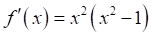 f′(x) = x²(x² − 1)